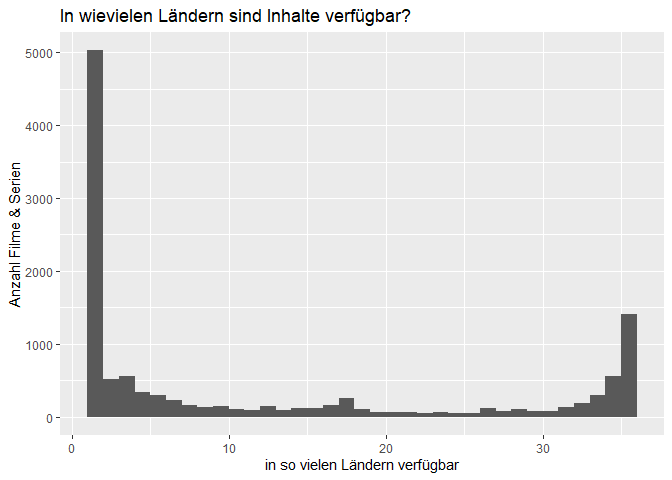 In wievielen Ländern sind Inhalte verfügbar?
5000
4000
3000
2000
1000
0
Anzahl Filme & Serien
0 10 20 30
in so vielen Ländern verfügbar